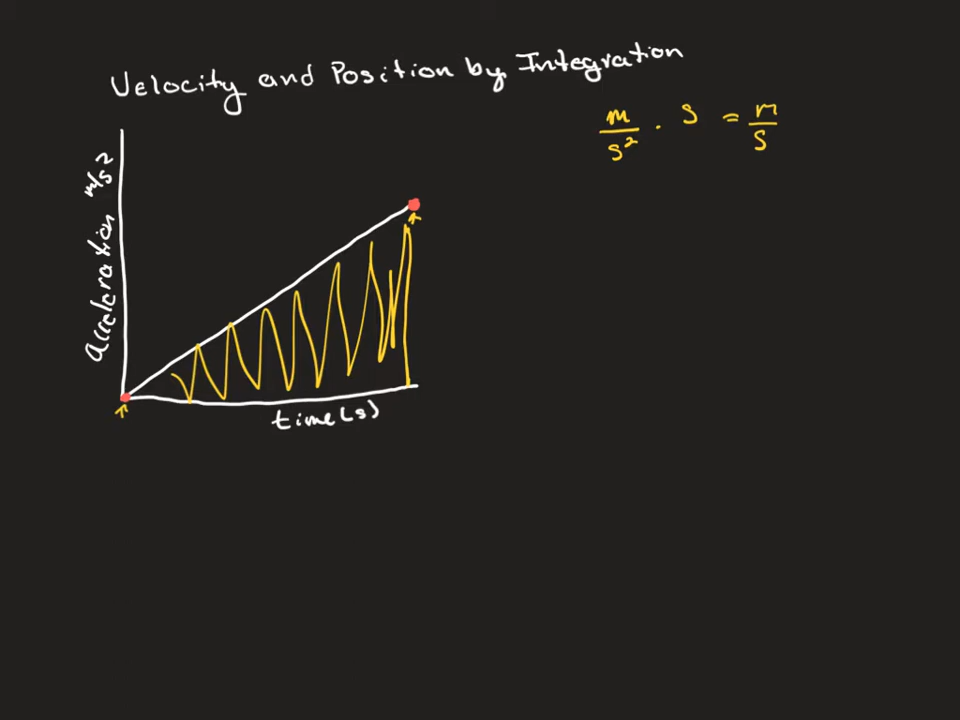 Velocity and Position by Integration
m/s² · s = m/s
acceleration m/s²
time(s)